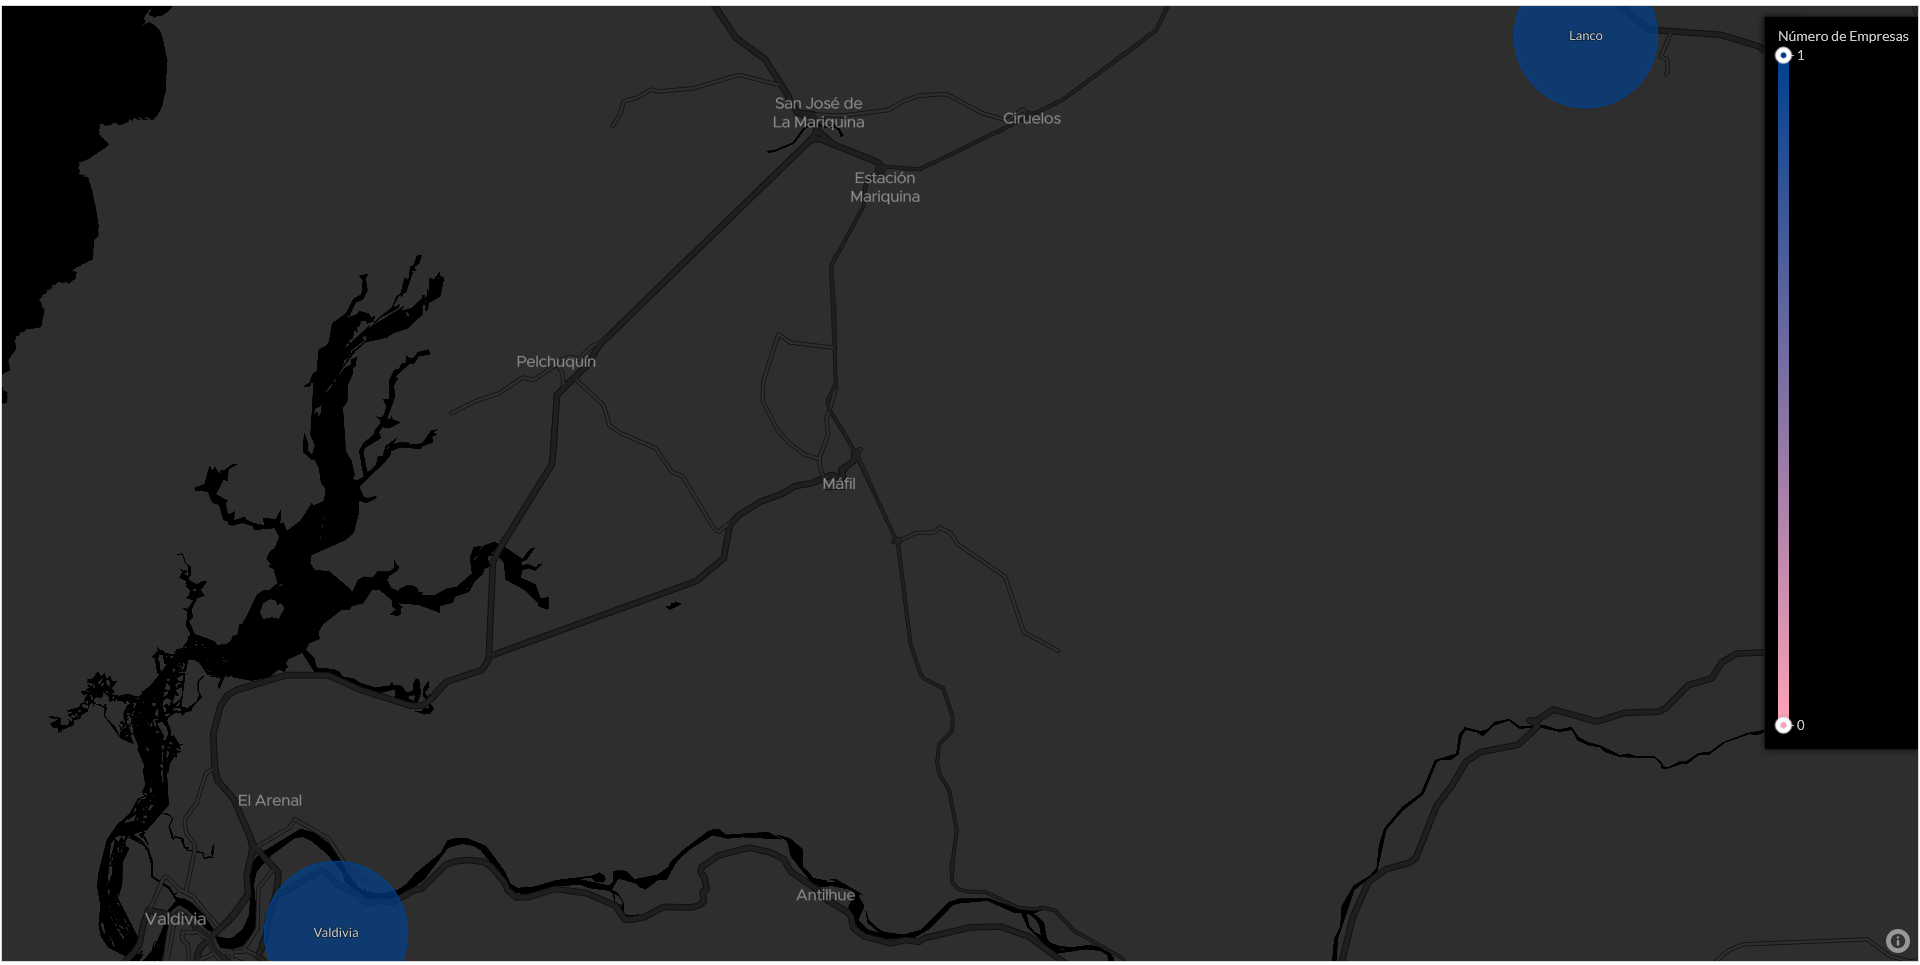 Lanco
Número de Empresas
1
San José de
La Mariquina
Ciruelos
Estación
Mariquina
Pelchuquín
Máfil
0
El Arenal
Antilhue
Valdivia
Valdivia